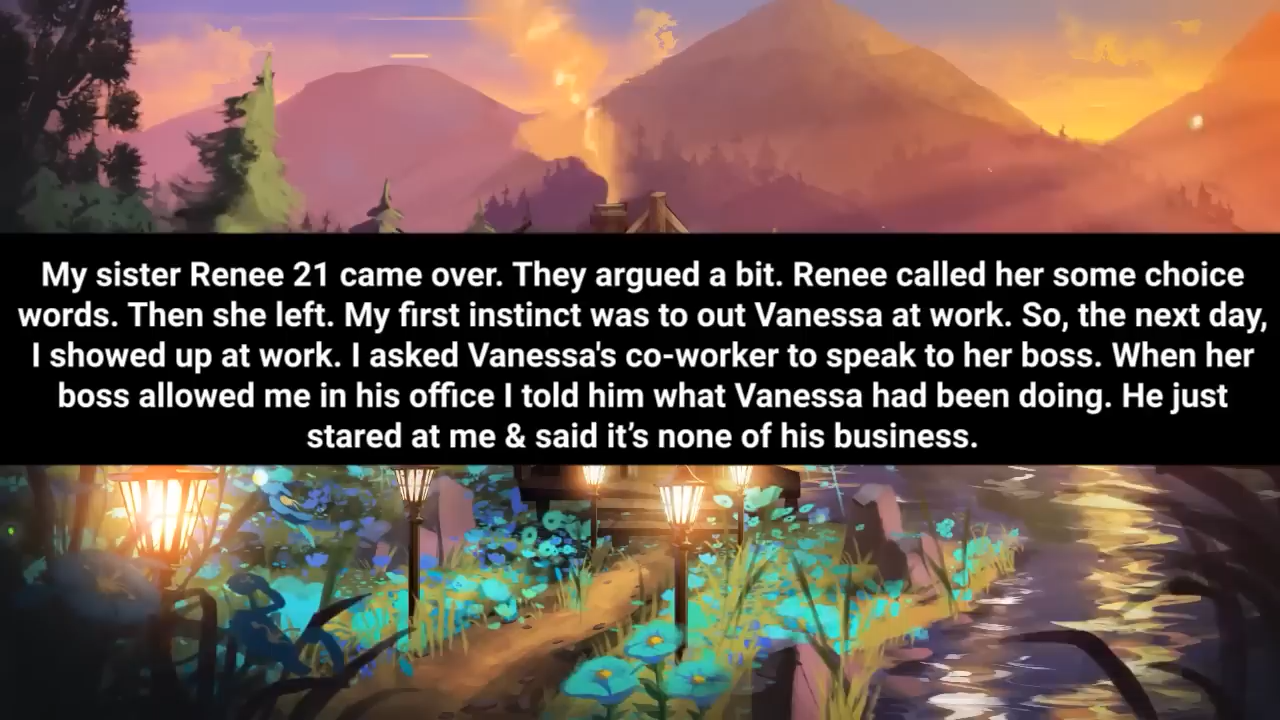 My sister Renee 21 came over. They argued a bit. Renee called her some choice
words. Then she left. My first instinct was to out Vanessa at work. So, the next day,
I showed up at work. I asked Vanessa's co-worker to speak to her boss. When her
boss allowed me in his office I told him what Vanessa had been doing. He just
stared at me & said it’s none of his business.